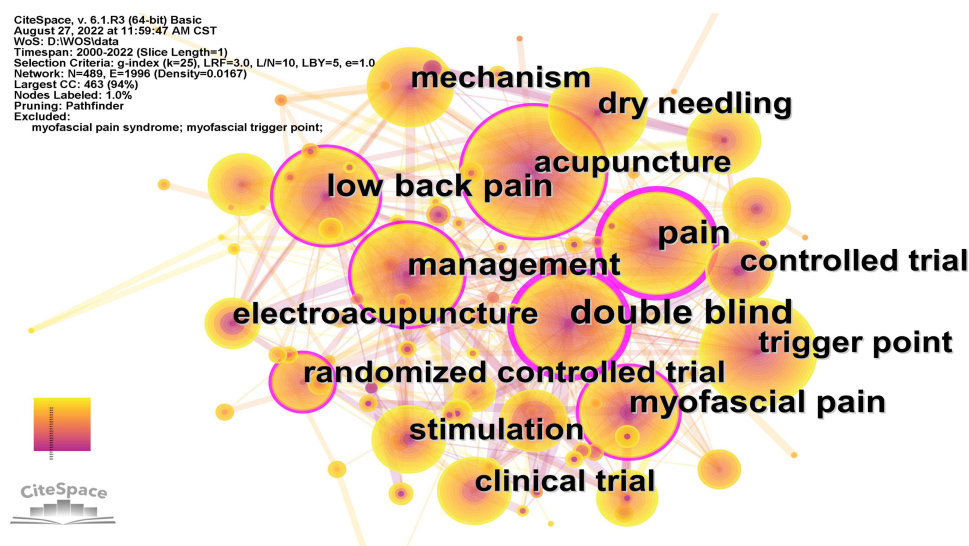 CiteSpace, v. 6.1.R3 (64-bit) Basic
August 27, 2022 at 11:59:47 AM CST
WoS: D:\WOS\data
Timespan: 2000-2022 (Slice Length=1)
Selection Criteria: g-index (k=25), LRF=3.0, L/N=10, LBY=5, e=1.0
Network: N=489, E=1996 (Density=0.0167)
Largest CC: 463 (94%)
Nodes Labeled: 1.0%
Pruning: Pathfinder
Excluded:
myofascial pain syndrome; myofascial trigger point;
mechanism
dry needling
acupuncture
low back pain
pain
management
controlled trial
electroacupuncture
double blind
trigger point
randomized controlled trial
myofascial pain
stimulation
clinical trial
CiteSpace